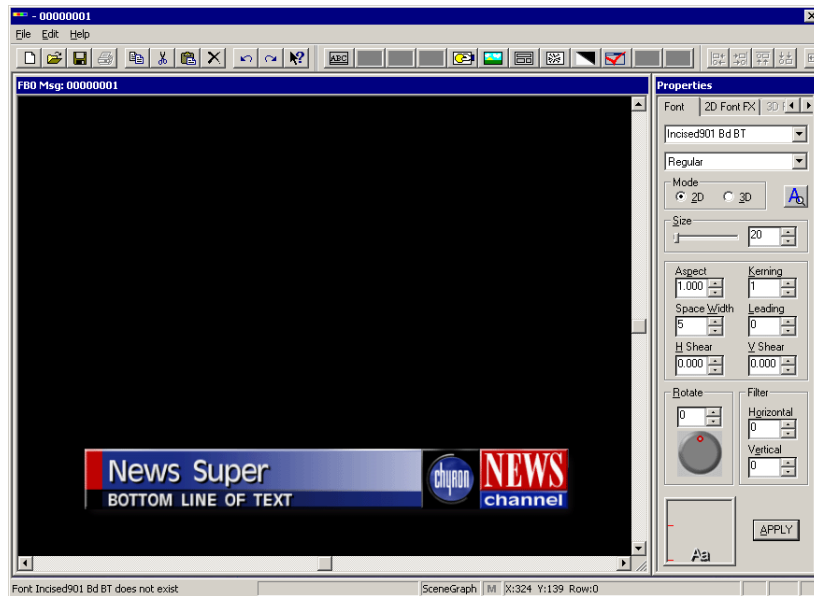 - 00000001
File Edit Help
ABC
FB0 Msg: 00000001
Properties
Font 2D Font FX 3D F
Incised901 Bd BT
Regular
Mode
2D 3D
A
Size
20
Aspect Kerning
1.000 1
Space Width Leading
5 0
H Shear V Shear
0.000 0.000
Rotate Filter
0 Horizontal
0
Vertical
0
News Super
BOTTOM LINE OF TEXT
chyron
NEWS
channel
Aa
APPLY
Font Incised901 Bd BT does not exist SceneGraph M X:324 Y:139 Row:0